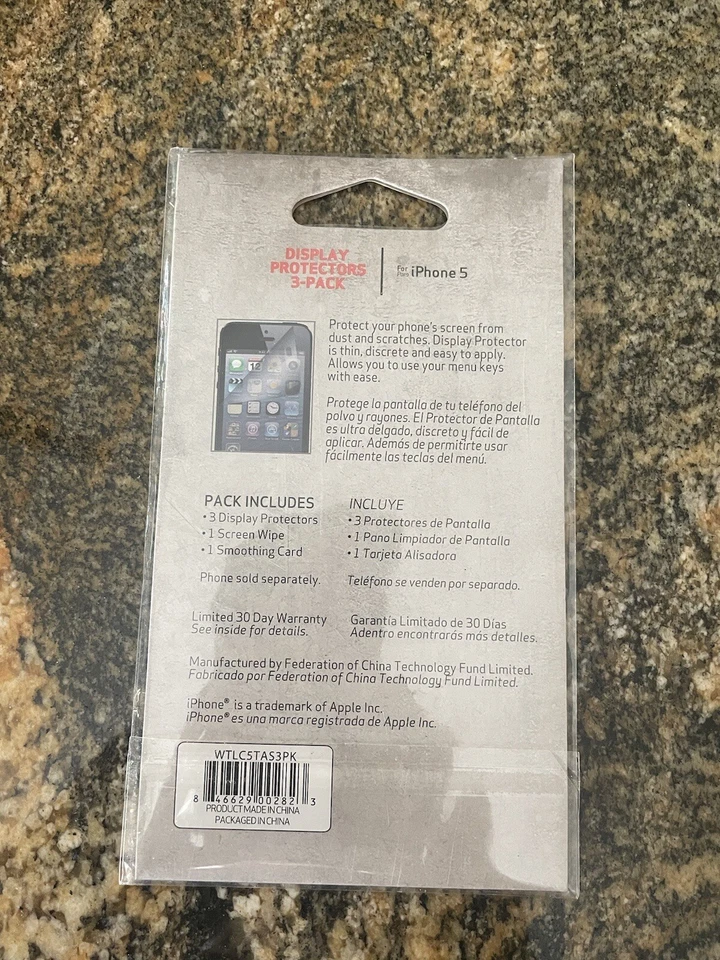 DISPLAY
PROTECTORS
3-PACK
For
Para
iPhone 5
Protect your phone's screen from
dust and scratches. Display Protector
is thin, discrete and easy to apply.
Allows you to use your menu keys
with ease.
Protege la pantalla de tu teléfono del
polvo y rayones. El Protector de Pantalla
es ultra delgado, discreto y fácil de
aplicar. Además de permitirte usar
fácilmente las teclas del menú.
PACK INCLUDES
• 3 Display Protectors
• 1 Screen Wipe
• 1 Smoothing Card
Phone sold separately.
INCLUYE
• 3 Protectores de Pantalla
• 1 Pano Limpiador de Pantalla
• 1 Tarjeta Alisadora
Teléfono se venden por separado.
Limited 30 Day Warranty
See inside for details.
Garantía Limitado de 30 Días
Adentro encontrarás más detalles.
Manufactured by Federation of China Technology Fund Limited.
Fabricado por Federation of China Technology Fund Limited.
iPhone® is a trademark of Apple Inc.
iPhone® es una marca registrada de Apple Inc.
WTLC5TAS3PK
8 46629 00282 3
PRODUCT MADE IN CHINA
PACKAGED IN CHINA